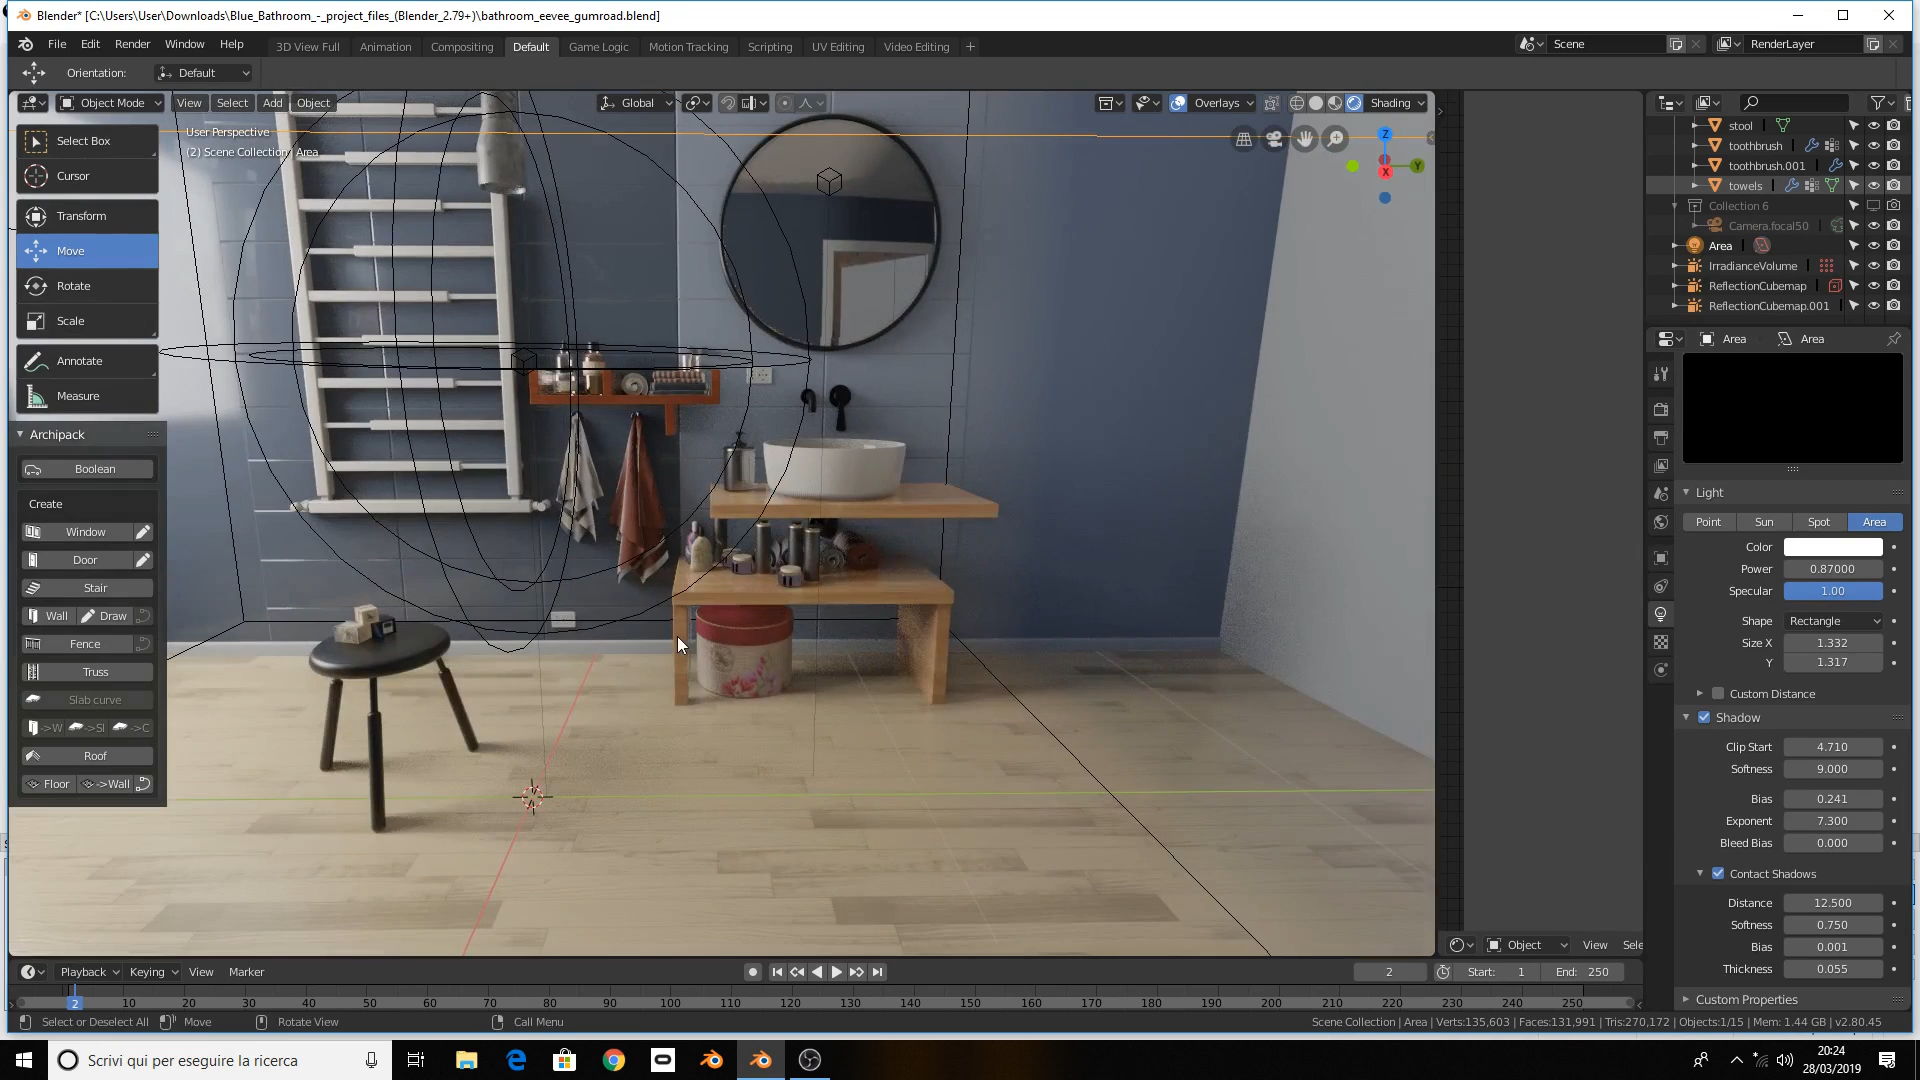 Blender* [C:\Users\User\Downloads\Blue_Bathroom_-_project_files_(Blender_2.79+)\bathroom_eevee_gumroad.blend]
File Edit Render Window Help 3D View Full Animation Compositing Default Game Logic Motion Tracking Scripting UV Editing Video Editing + Scene RenderLayer
Orientation: Default
Object Mode View Select Add Object Global Overlays Shading
User Perspective
(2) Scene Collection | Area
Z
Y
X
Select Box
Cursor
Transform
Move
Rotate
Scale
Annotate
Measure
Archipack
Boolean
Create
Window
Door
Stair
Wall Draw
Fence
Truss
Slab curve
->W ->Sl ->C
Roof
Floor ->Wall
stool
toothbrush
toothbrush.001
towels
Collection 6
Camera.focal50
Area
IrradianceVolume
ReflectionCubemap
ReflectionCubemap.001
Area Area
Light
Point Sun Spot Area
Color
Power 0.87000
Specular 1.00
Shape Rectangle
Size X 1.332
Y 1.317
Custom Distance
Shadow
Clip Start 4.710
Softness 9.000
Bias 0.241
Exponent 7.300
Bleed Bias 0.000
Contact Shadows
Distance 12.500
Softness 0.750
Bias 0.001
Thickness 0.055
Custom Properties
Object View Sele
Playback Keying View Marker 2 Start: 1 End: 250
2 10 20 30 40 50 60 70 80 90 100 110 120 130 140 150 160 170 180 190 200 210 220 230 240 250
Select or Deselect All Move Rotate View Call Menu Scene Collection | Area | Verts:135,603 | Faces:131,991 | Tris:270,172 | Objects:1/15 | Mem: 1.44 GB | v2.80.45
Scrivi qui per eseguire la ricerca
20:24
28/03/2019